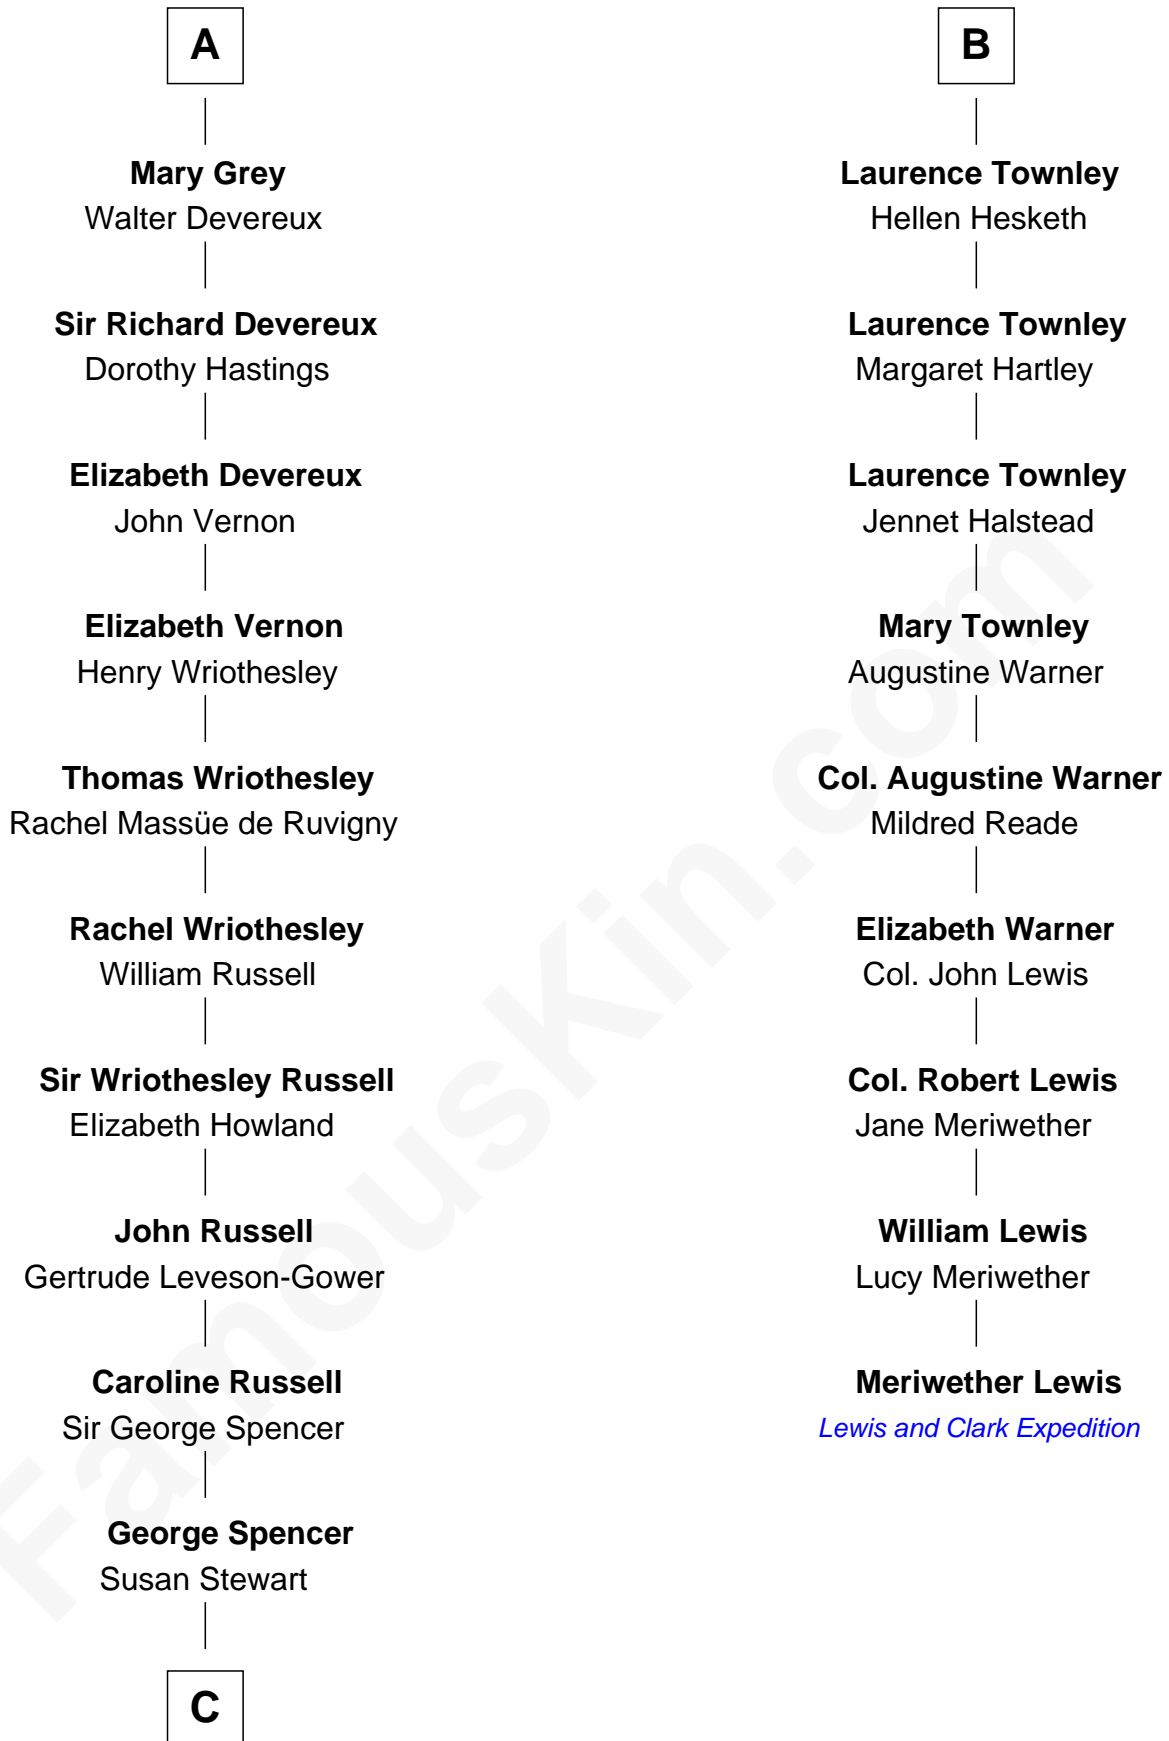 A
Mary Grey
Walter Devereux
Sir Richard Devereux
Dorothy Hastings
Elizabeth Devereux
John Vernon
Elizabeth Vernon
Henry Wriothesley
Thomas Wriothesley
Rachel Massüe de Ruvigny
Rachel Wriothesley
William Russell
Sir Wriothesley Russell
Elizabeth Howland
John Russell
Gertrude Leveson-Gower
Caroline Russell
Sir George Spencer
George Spencer
Susan Stewart
C
B
Laurence Townley
Hellen Hesketh
Laurence Townley
Margaret Hartley
Laurence Townley
Jennet Halstead
Mary Townley
Augustine Warner
Col. Augustine Warner
Mildred Reade
Elizabeth Warner
Col. John Lewis
Col. Robert Lewis
Jane Meriwether
William Lewis
Lucy Meriwether
Meriwether Lewis
Lewis and Clark Expedition
FamousKin.com